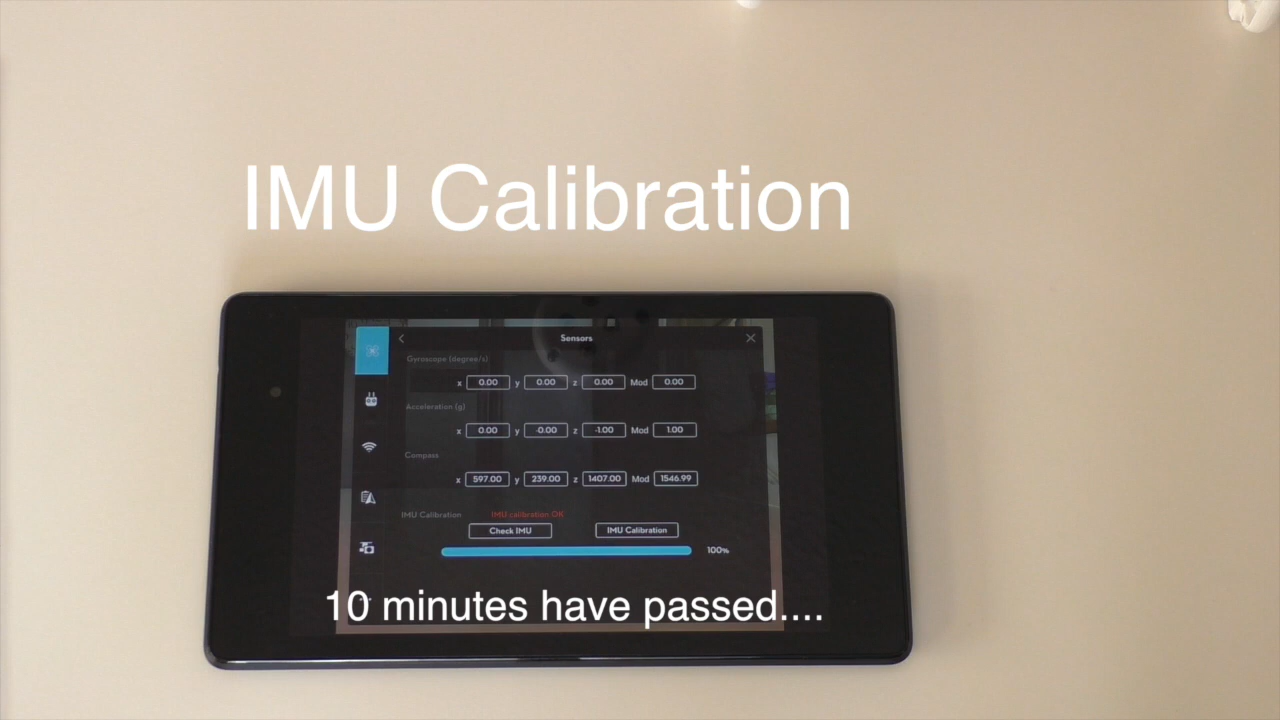 IMU Calibration
Sensors
Gyroscope (degree/s)
x 0.00 y 0.00 z 0.00 Mod 0.00
Acceleration (g)
x 0.00 y -0.00 z -1.00 Mod 1.00
Compass
x 597.00 y 239.00 z 1407.00 Mod 1546.99
IMU Calibration IMU calibration OK
Check IMU IMU Calibration
100%
10 minutes have passed....